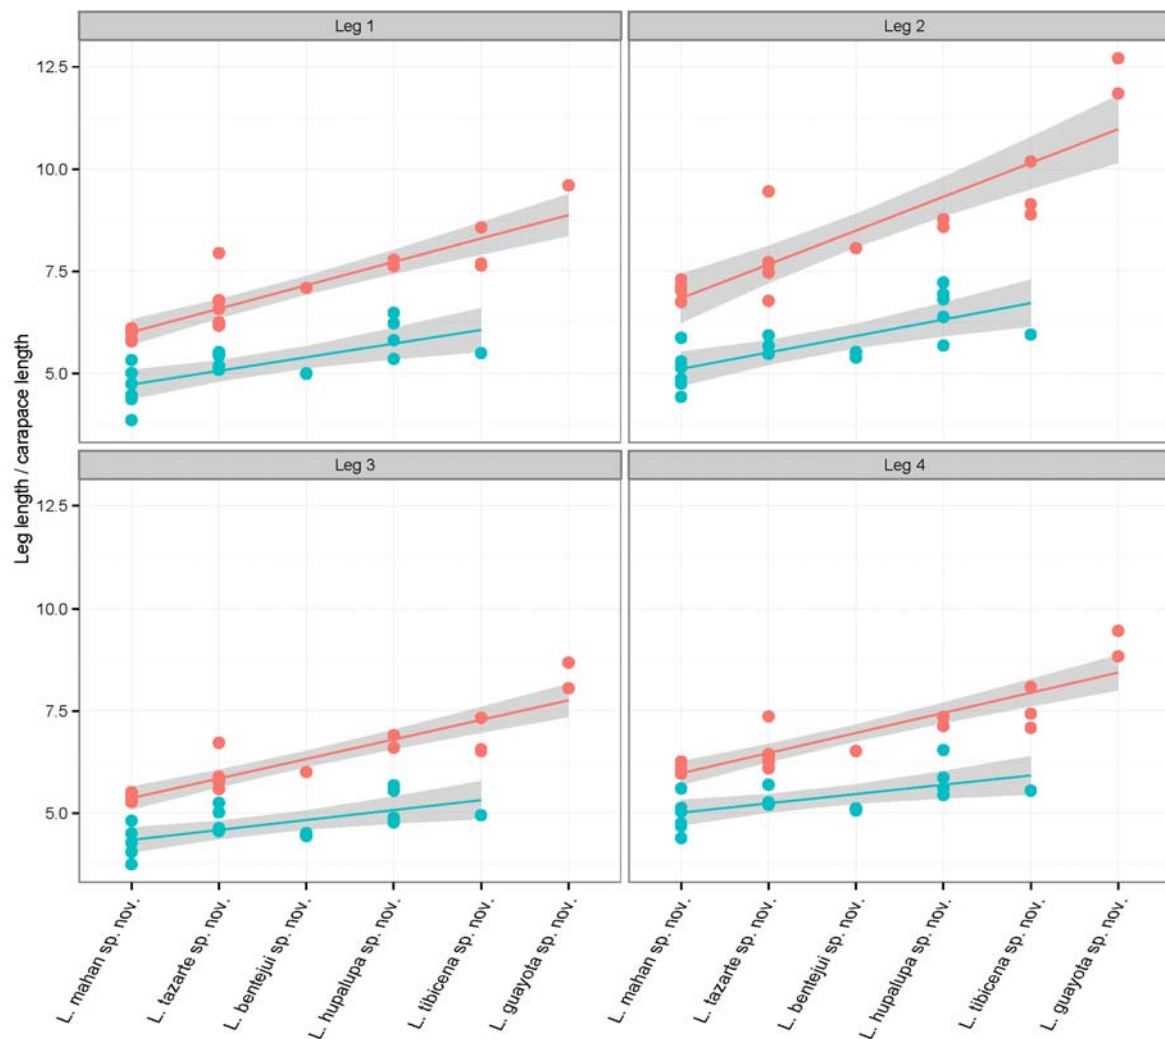 Leg 1
Leg 2
12.5
10.0
7.5
5.0
Leg 3
Leg 4
12.5
10.0
7.5
5.0
Leg length / carapace length
L. mahan sp. nov.
L. tazarte sp. nov.
L. bentejui sp. nov.
L. hupalupa sp. nov.
L. tibicena sp. nov.
L. guayota sp. nov.
L. mahan sp. nov.
L. tazarte sp. nov.
L. bentejui sp. nov.
L. hupalupa sp. nov.
L. tibicena sp. nov.
L. guayota sp. nov.